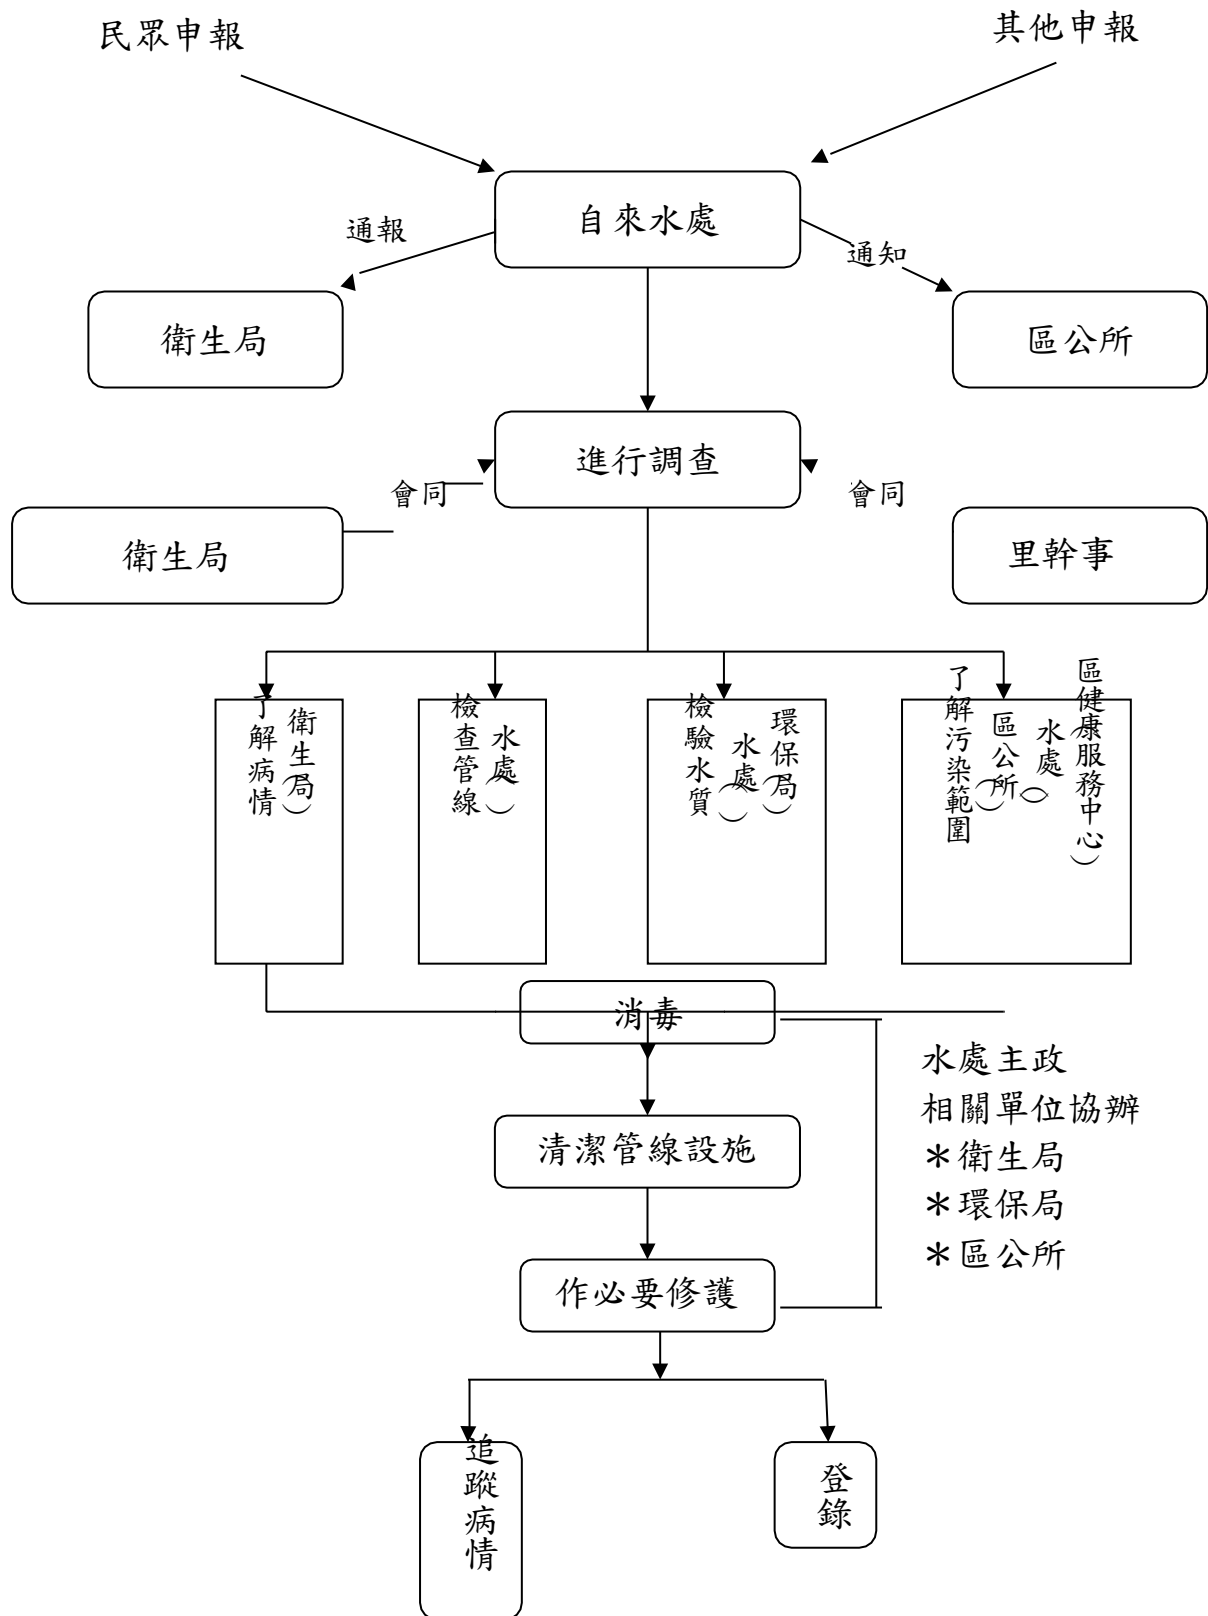 民眾申報
其他申報
自來水處
通報
通知
衛生局
區公所
進行調查
會同
會同
衛生局
里幹事
了解病情
(衛生局)
檢查管線
(水處)
檢驗水質
(水處)
(環保局)
了解污染範圍
(區公所)
(水處)
(區健康服務中心)
消毒
水處主政
相關單位協辦
＊衛生局
＊環保局
＊區公所
清潔管線設施
作必要修護
追蹤病情
登錄